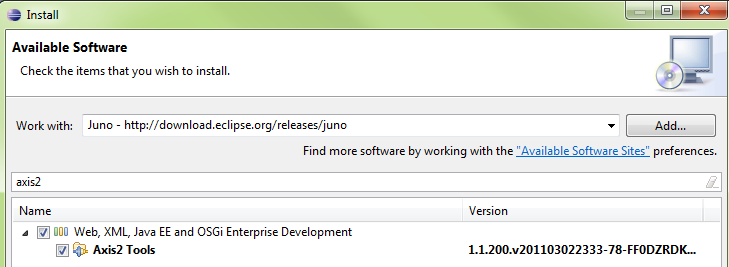 Install
Available Software
Check the items that you wish to install.
Work with: Juno - http://download.eclipse.org/releases/juno Add...
Find more software by working with the "Available Software Sites" preferences.
axis2
Name Version
Web, XML, Java EE and OSGi Enterprise Development
Axis2 Tools 1.1.200.v201103022333-78-FF0DZRDK...